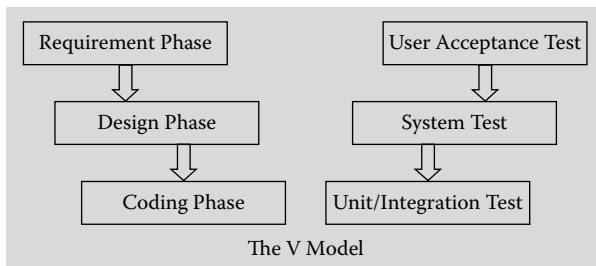 Requirement Phase
User Acceptance Test
Design Phase
System Test
Coding Phase
Unit/Integration Test
The V Model